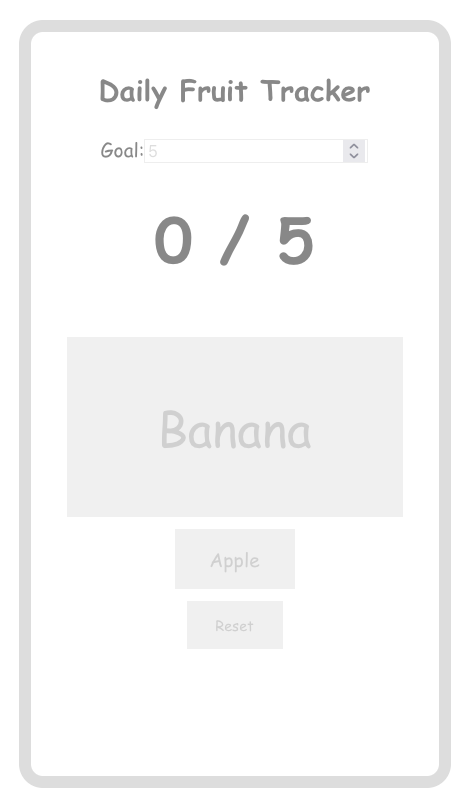 Daily Fruit Tracker
Goal: 5
0 / 5
Banana
Apple
Reset